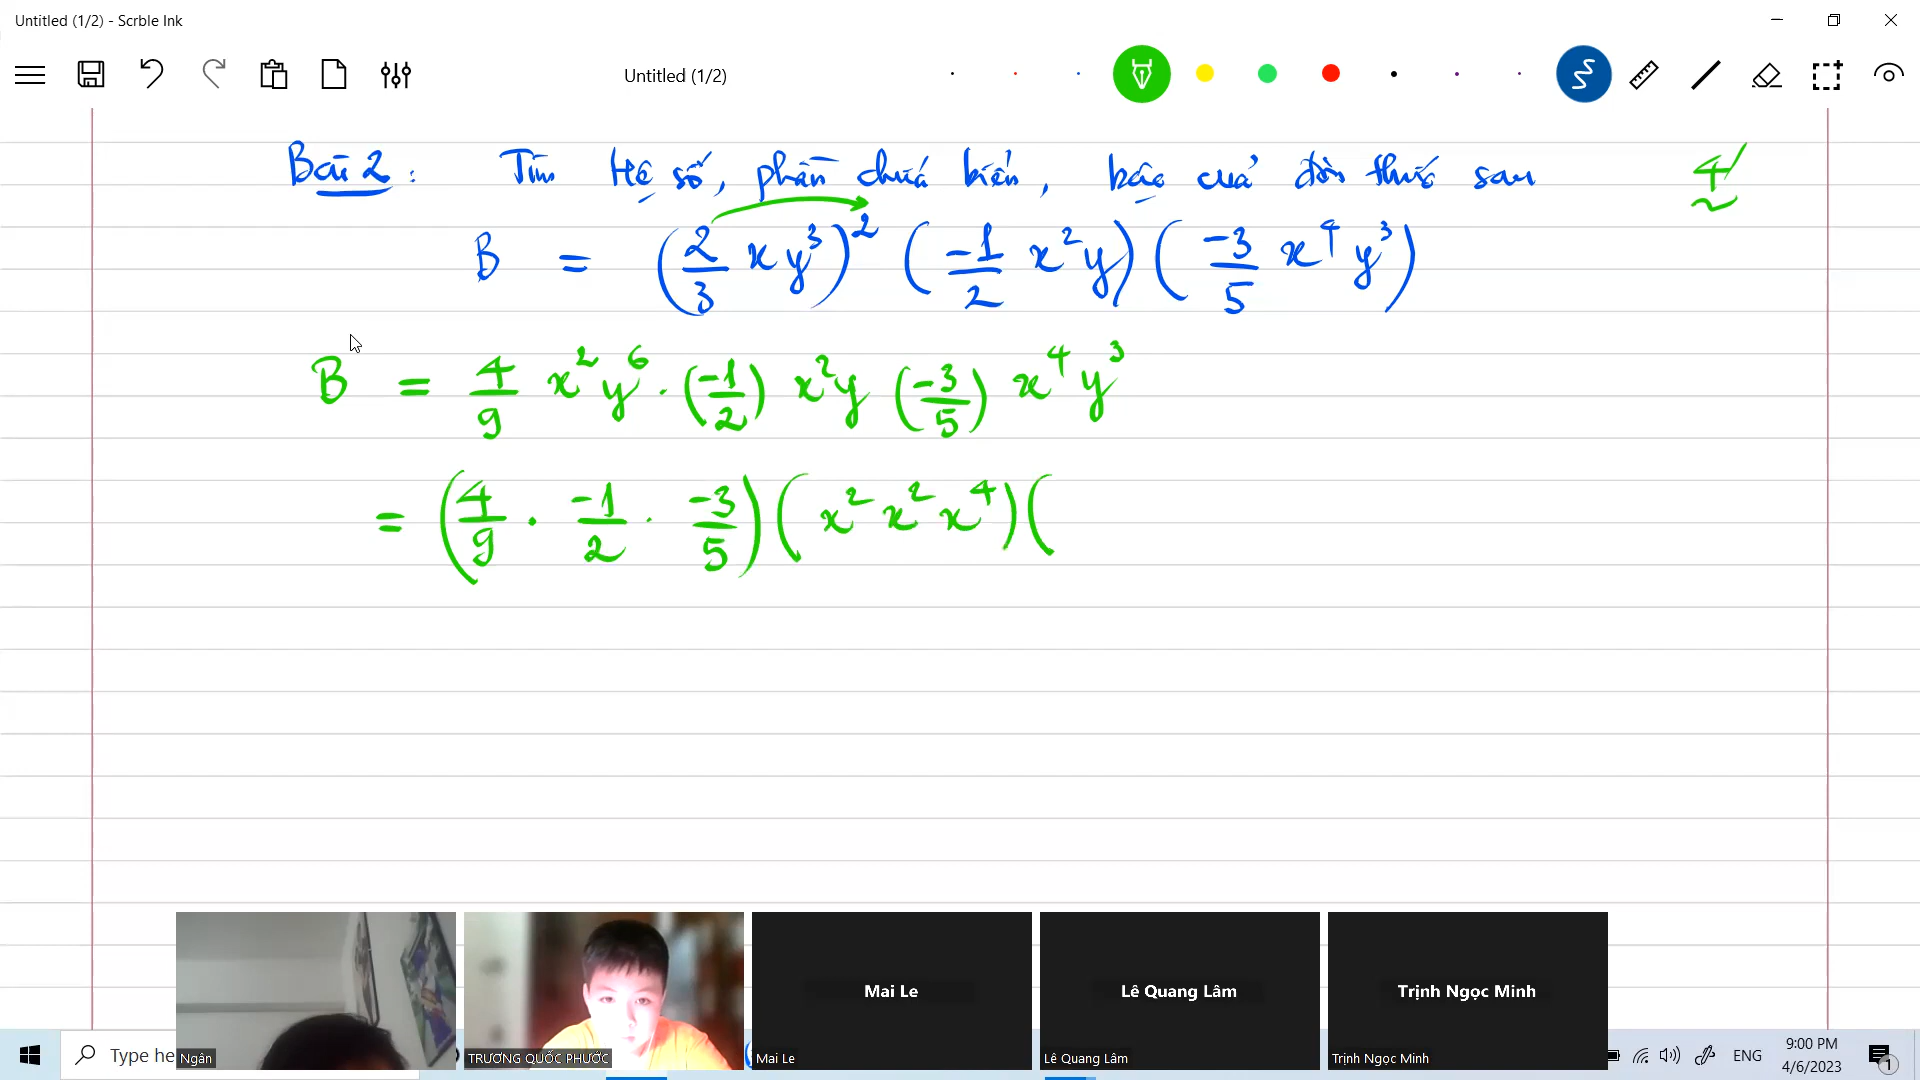 Untitled (1/2) - Scrble Ink
Untitled (1/2)
Bài 2 : Tìm Hệ số, phần chứa biến, bậc của đơn thức sau
4
B = (2/3 xy³)² (-1/2 x²y) (-3/5 x⁴y³)
B = 4/9 x²y⁶ . (-1/2) x²y (-3/5) x⁴y³
= (4/9 . -1/2 . -3/5) (x² x² x⁴) (
Mai Le
Lê Quang Lâm
Trịnh Ngọc Minh
Ngân
TRƯƠNG QUỐC PHƯỚC
Mai Le
Lê Quang Lâm
Trịnh Ngọc Minh
Type he
ENG
9:00 PM
4/6/2023
1